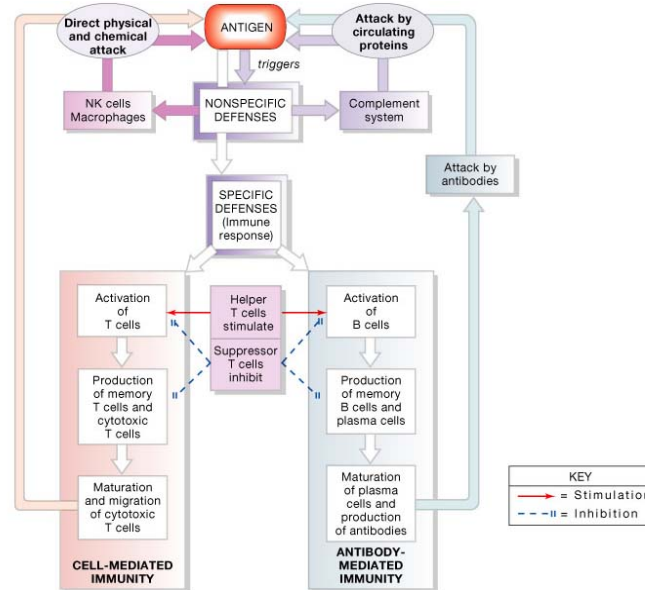 Direct physical
and chemical
attack
ANTIGEN
Attack by
circulating
proteins
triggers
NK cells
Macrophages
NONSPECIFIC
DEFENSES
Complement
system
Attack by
antibodies
SPECIFIC
DEFENSES
(Immune
response)
Activation
of
T cells
Helper
T cells
stimulate
Activation
of
B cells
Suppressor
T cells
inhibit
Production
of memory
T cells and
cytotoxic
T cells
Production
of memory
B cells and
plasma cells
Maturation
and migration
of cytotoxic
T cells
Maturation
of plasma
cells and
production
of antibodies
CELL-MEDIATED
IMMUNITY
ANTIBODY-
MEDIATED
IMMUNITY
KEY
= Stimulation
= Inhibition